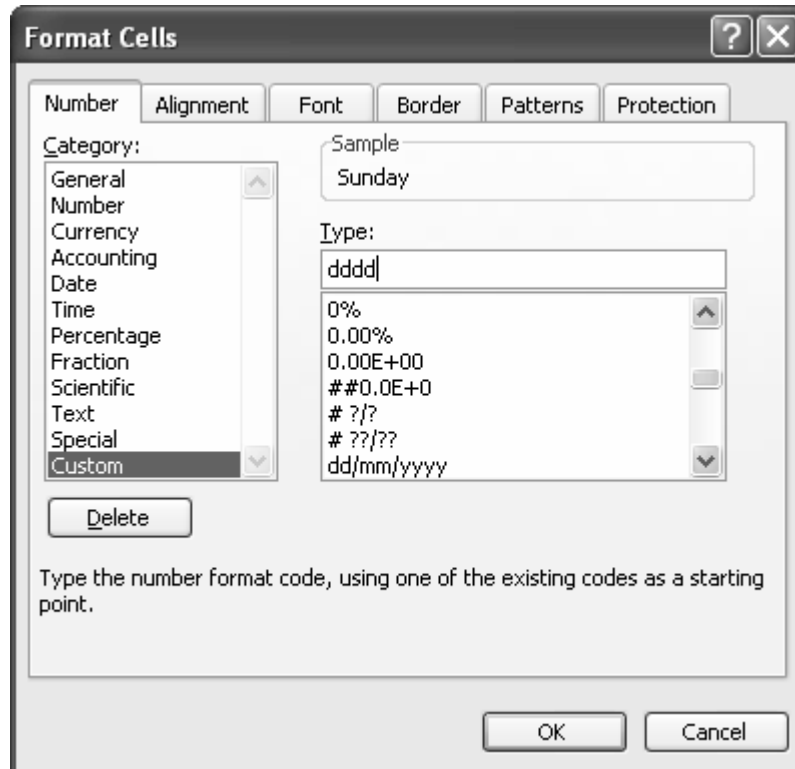 Format Cells
Number Alignment Font Border Patterns Protection
Category:
General
Number
Currency
Accounting
Date
Time
Percentage
Fraction
Scientific
Text
Special
Custom
Delete
Sample
Sunday
Type:
dddd
0%
0.00%
0.00E+00
##0.0E+0
# ?/?
# ??/??
dd/mm/yyyy
Type the number format code, using one of the existing codes as a starting
point.
OK Cancel